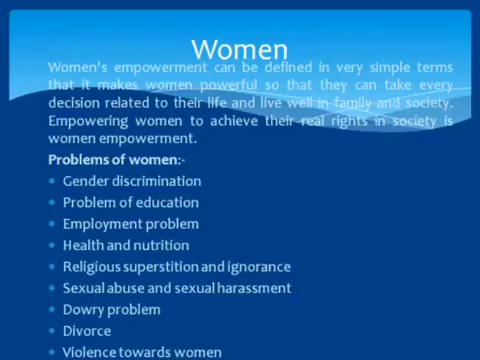 Women
Women's empowerment can be defined in very simple terms
that it makes women powerful so that they can take every
decision related to their life and live well in family and society.
Empowering women to achieve their real rights in society is
women empowerment.
Problems of women:-
Gender discrimination
Problem of education
Employment problem
Health and nutrition
Religious superstition and ignorance
Sexual abuse and sexual harassment
Dowry problem
Divorce
Violence towards women